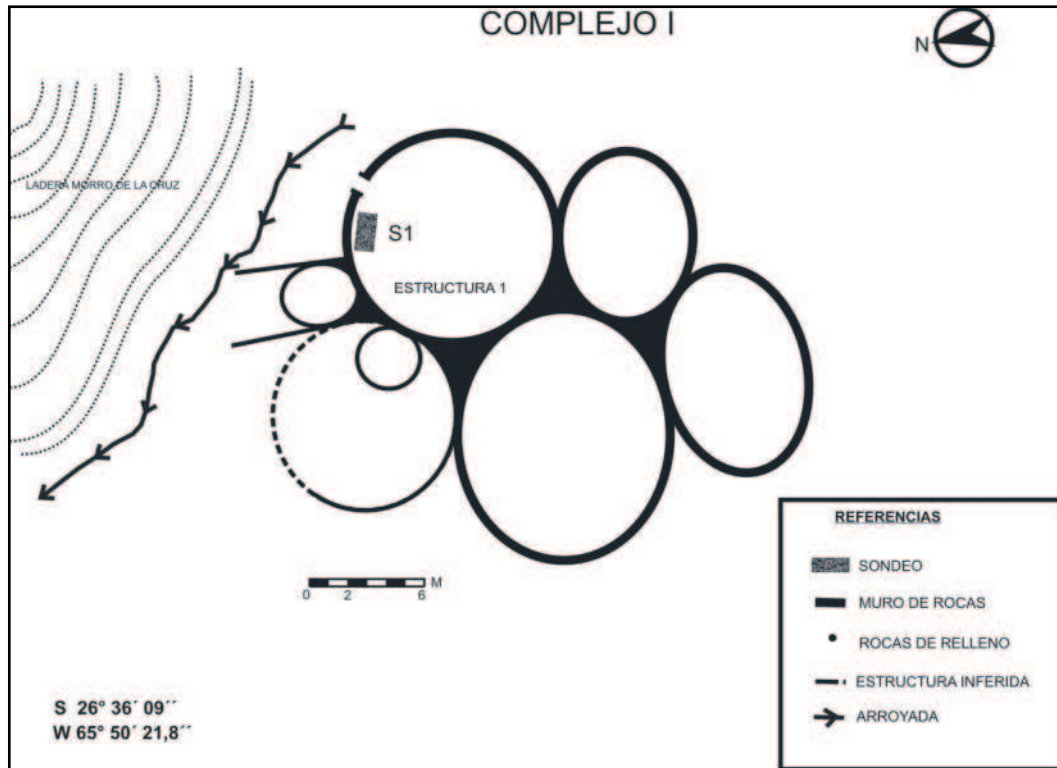 COMPLEJO I
N
LADERA MORRO DE LA CRUZ
S1
ESTRUCTURA 1
M
0 2 6
REFERENCIAS
SONDEO
MURO DE ROCAS
ROCAS DE RELLENO
ESTRUCTURA INFERIDA
ARROYADA
S 26° 36´ 09´´
W 65° 50´ 21,8´´